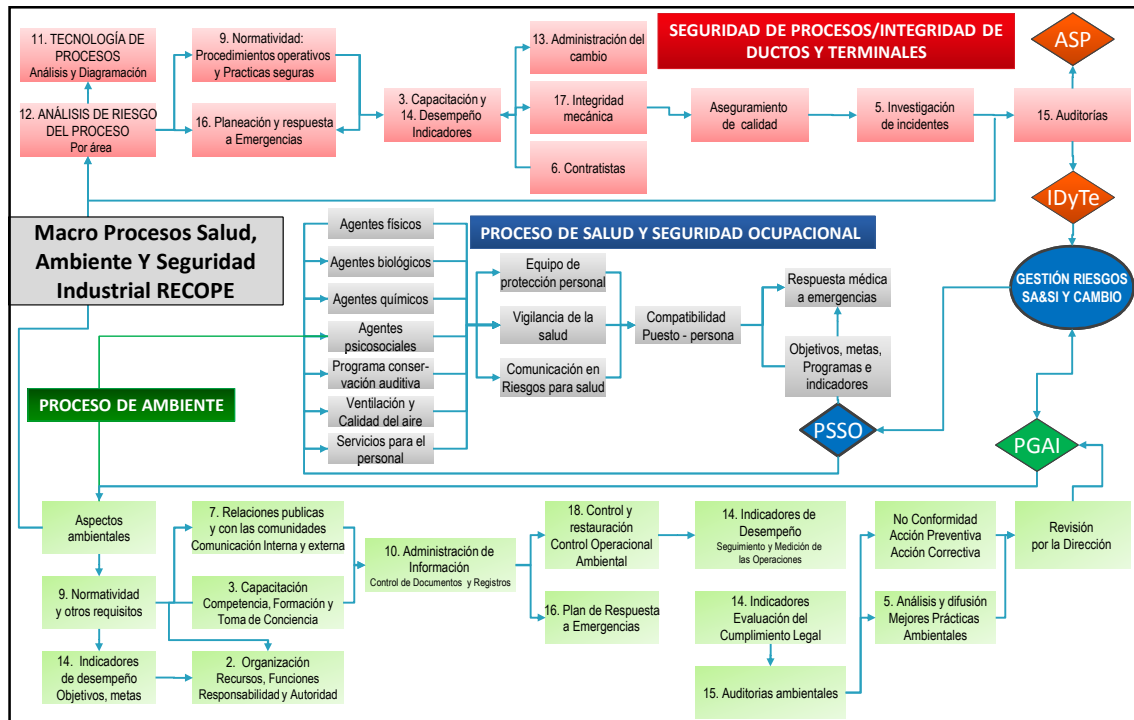 11. TECNOLOGÍA DE
PROCESOS
Análisis y Diagramación
9. Normatividad:
Procedimientos operativos
y Practicas seguras
13. Administración del
cambio
SEGURIDAD DE PROCESOS/INTEGRIDAD DE
DUCTOS Y TERMINALES
ASP
12. ANÁLISIS DE RIESGO
DEL PROCESO
Por área
16. Planeación y respuesta
a Emergencias
3. Capacitación y
14. Desempeño
Indicadores
17. Integridad
mecánica
Aseguramiento
de calidad
5. Investigación
de incidentes
15. Auditorías
6. Contratistas
IDyTe
Macro Procesos Salud,
Ambiente Y Seguridad
Industrial RECOPE
Agentes físicos
PROCESO DE SALUD Y SEGURIDAD OCUPACIONAL
Agentes biológicos
Equipo de
protección personal
Respuesta médica
a emergencias
GESTIÓN RIESGOS
SA&SI Y CAMBIO
Agentes químicos
Agentes
psicosociales
Vigilancia de la
salud
Compatibilidad
Puesto - persona
Programa conser-
vación auditiva
Comunicación en
Riesgos para salud
Objetivos, metas,
Programas e
indicadores
PROCESO DE AMBIENTE
Ventilación y
Calidad del aire
Servicios para el
personal
PSSO
PGAI
Aspectos
ambientales
7. Relaciones publicas
y con las comunidades
Comunicación Interna y externa
18. Control y
restauración
Control Operacional
Ambiental
14. Indicadores de
Desempeño
Seguimiento y Medición de
las Operaciones
No Conformidad
Acción Preventiva
Acción Correctiva
Revisión
por la Dirección
10. Administración de
Información
Control de Documentos y Registros
9. Normatividad
y otros requisitos
3. Capacitación
Competencia, Formación y
Toma de Conciencia
16. Plan de Respuesta
a Emergencias
14. Indicadores
Evaluación del
Cumplimiento Legal
5. Análisis y difusión
Mejores Prácticas
Ambientales
14. Indicadores
de desempeño
Objetivos, metas
2. Organización
Recursos, Funciones
Responsabilidad y Autoridad
15. Auditorias ambientales